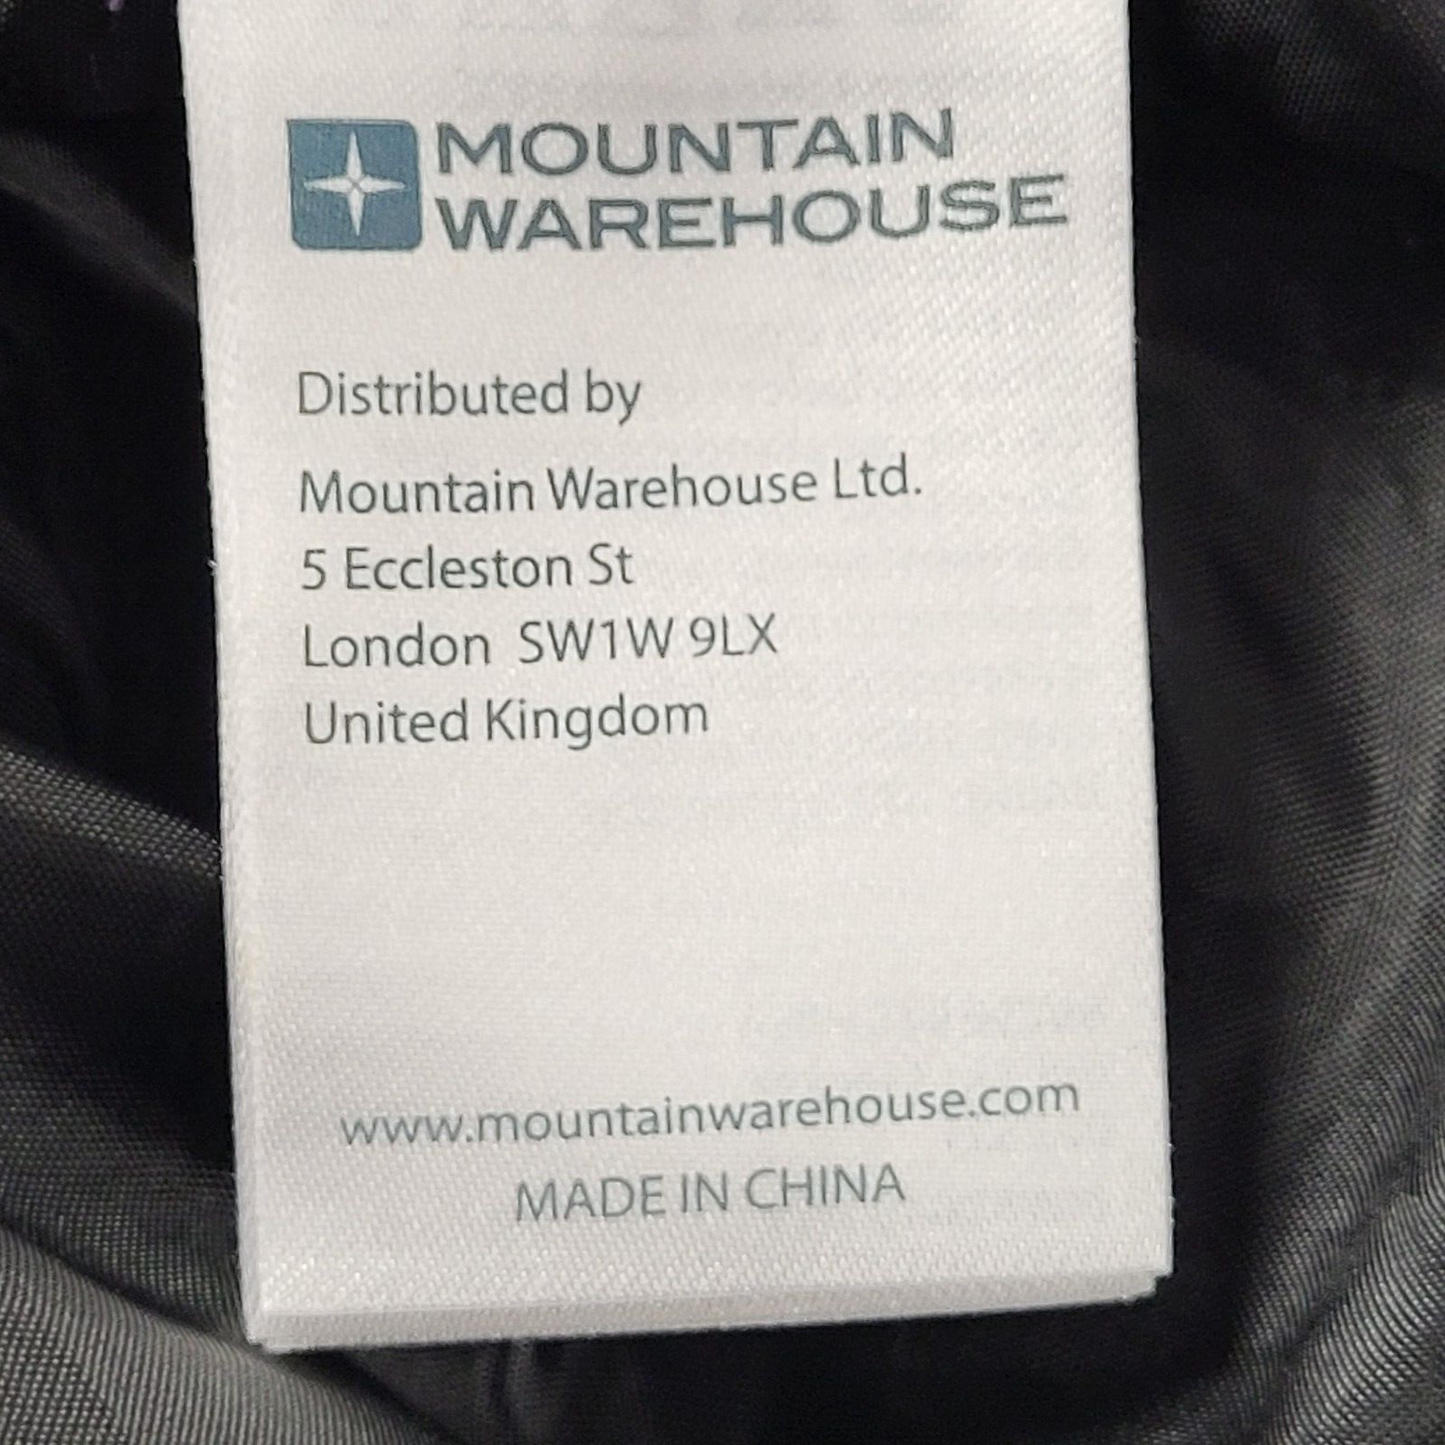 MOUNTAIN
WAREHOUSE
Distributed by
Mountain Warehouse Ltd.
5 Eccleston St
London SW1W 9LX
United Kingdom
www.mountainwarehouse.com
MADE IN CHINA